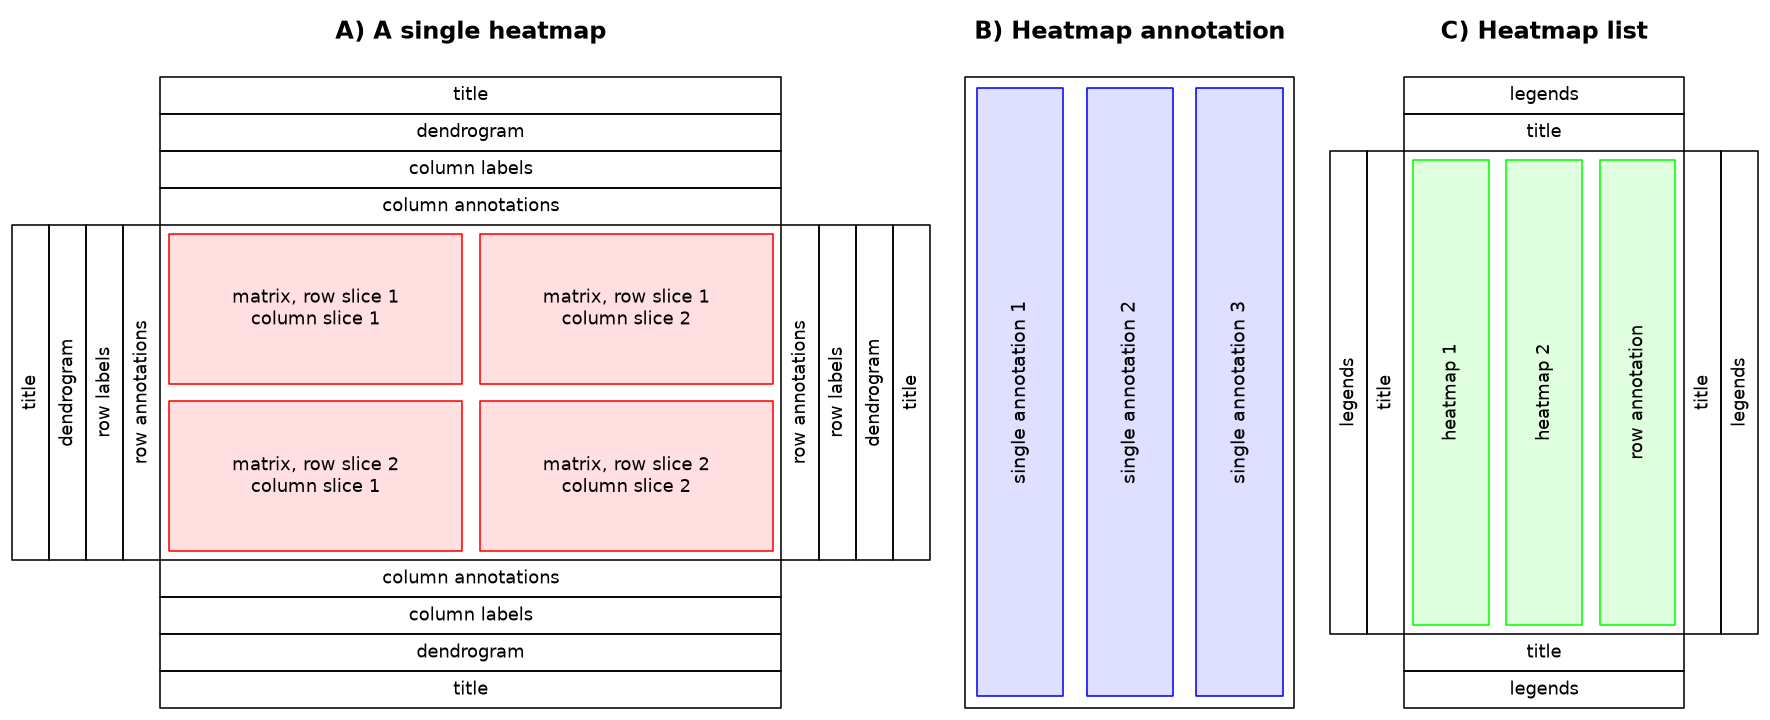 A) A single heatmap
title
dendrogram
column labels
column annotations
title
dendrogram
row labels
row annotations
matrix, row slice 1
column slice 1
matrix, row slice 1
column slice 2
matrix, row slice 2
column slice 1
matrix, row slice 2
column slice 2
row annotations
row labels
dendrogram
title
column annotations
column labels
dendrogram
title
B) Heatmap annotation
single annotation 1
single annotation 2
single annotation 3
C) Heatmap list
legends
title
legends
title
heatmap 1
heatmap 2
row annotation
title
legends
title
legends